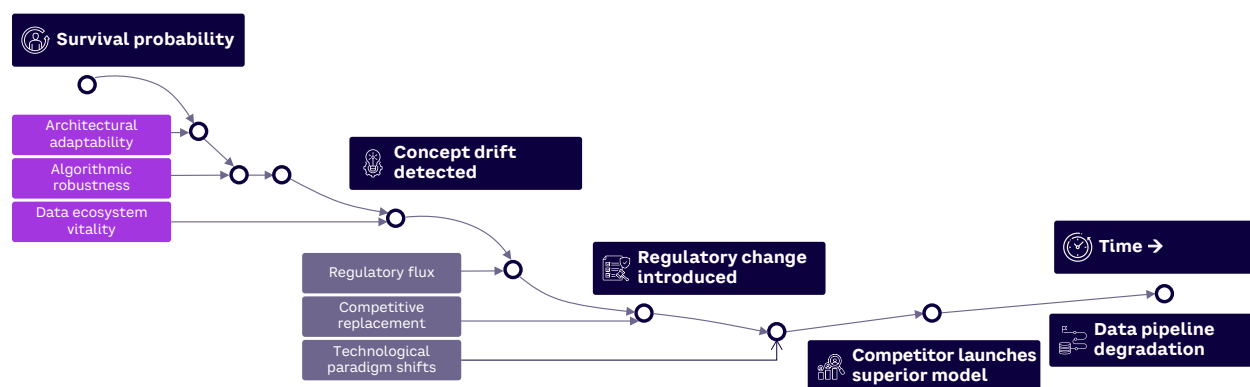 Survival probability
Architectural
adaptability
Algorithmic
robustness
Data ecosystem
vitality
Concept drift
detected
Regulatory flux
Competitive
replacement
Technological
paradigm shifts
Regulatory change
introduced
Time →
Competitor launches
superior model
Data pipeline
degradation